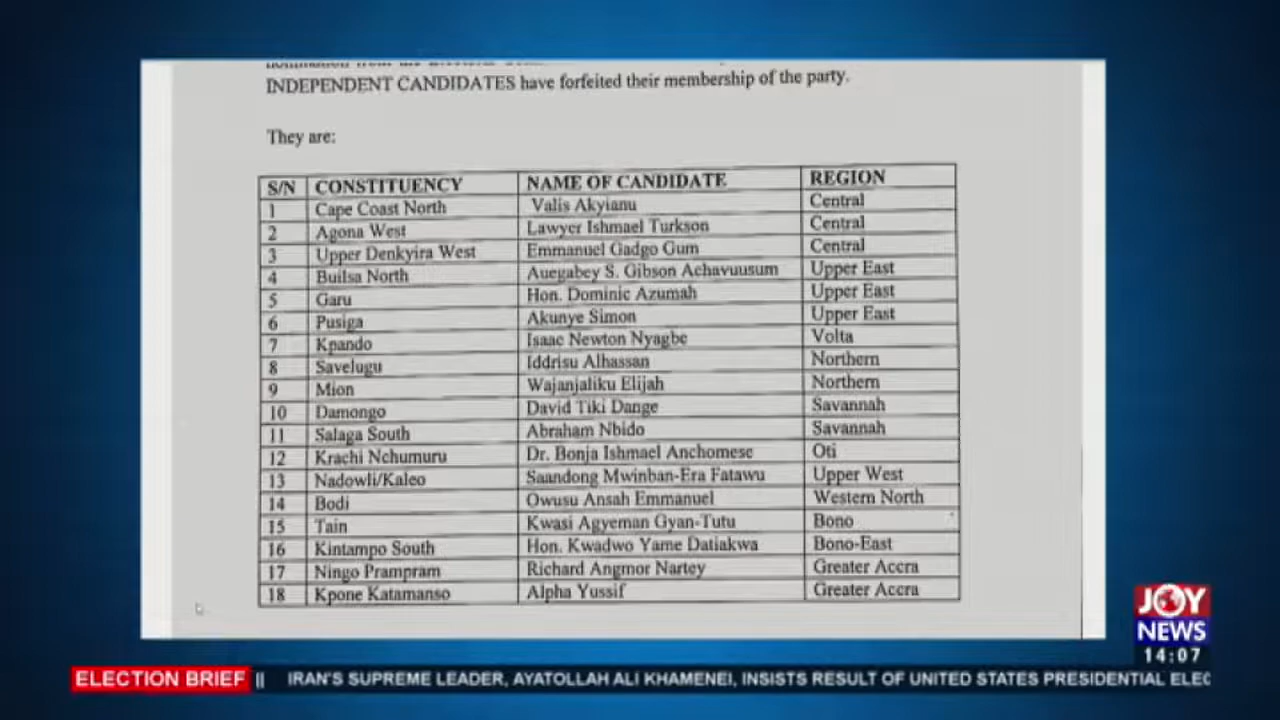 INDEPENDENT CANDIDATES have forfeited their membership of the party.
They are:
S/N CONSTITUENCY NAME OF CANDIDATE REGION
1 Cape Coast North Valis Akyianu Central
2 Agona West Lawyer Ishmael Turkson Central
3 Upper Denkyira West Emmanuel Gadgo Gum Central
4 Builsa North Auegabey S. Gibson Achavuusum Upper East
5 Garu Hon. Dominic Azumah Upper East
6 Pusiga Akunye Simon Upper East
7 Kpando Isaac Newton Nyagbe Volta
8 Savelugu Iddrisu Alhassan Northern
9 Mion Wajanjaliku Elijah Northern
10 Damongo David Tiki Dange Savannah
11 Salaga South Abraham Nbido Savannah
12 Krachi Nchumuru Dr. Bonja Ishmael Anchomese Oti
13 Nadowli/Kaleo Saandong Mwinban-Era Fatawu Upper West
14 Bodi Owusu Ansah Emmanuel Western North
15 Tain Kwasi Agyeman Gyan-Tutu Bono
16 Kintampo South Hon. Kwadwo Yame Datiakwa Bono-East
17 Ningo Prampram Richard Angmor Nartey Greater Accra
18 Kpone Katamanso Alpha Yussif Greater Accra
JOY
NEWS
14:07
ELECTION BRIEF || IRAN'S SUPREME LEADER, AYATOLLAH ALI KHAMENEI, INSISTS RESULT OF UNITED STATES PRESIDENTIAL ELEC